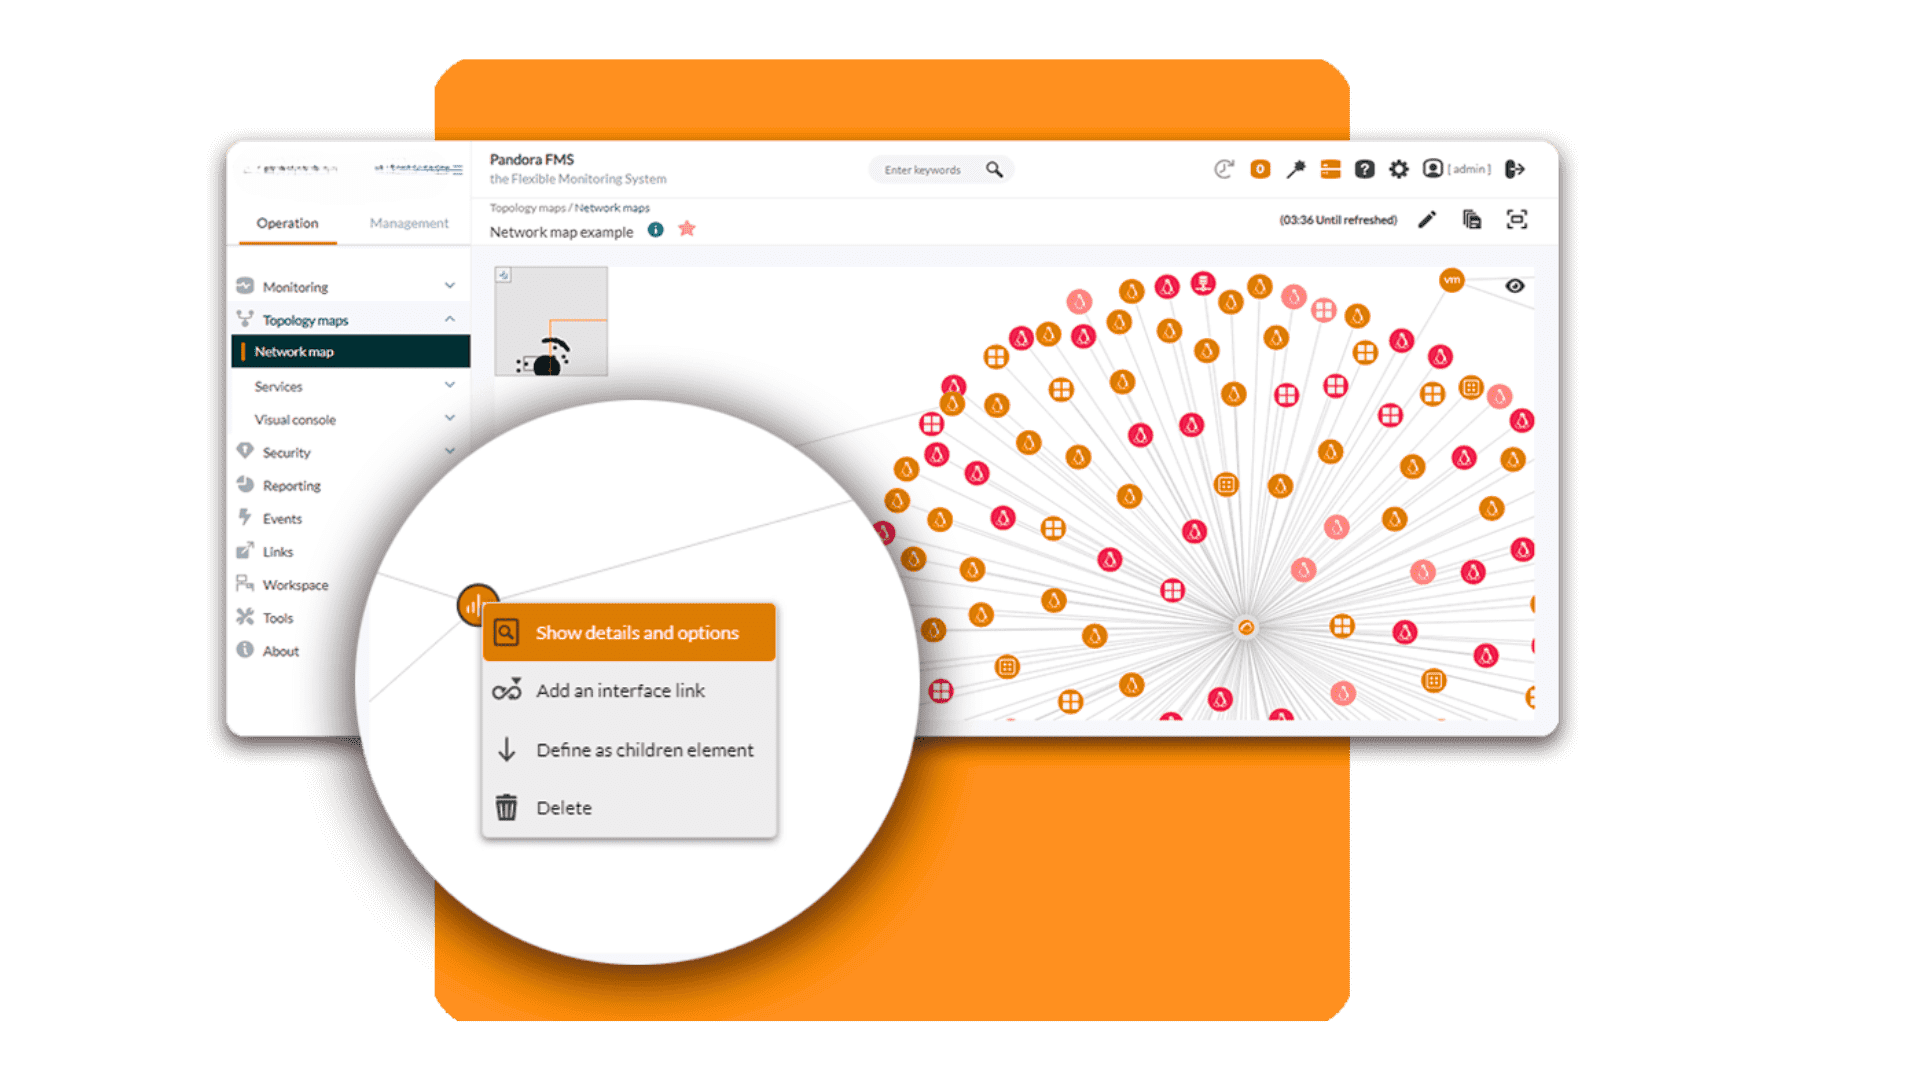 Pandora FMS
the Flexible Monitoring System
Enter keywords
0
?
[ admin ]
Operation
Management
Topology maps / Network maps
Network map example
i
(03:36 Until refreshed)
Monitoring
Topology maps
Network map
Services
Visual console
Security
Reporting
Events
Links
Workspace
Tools
About
vm
Show details and options
Add an interface link
Define as children element
Delete